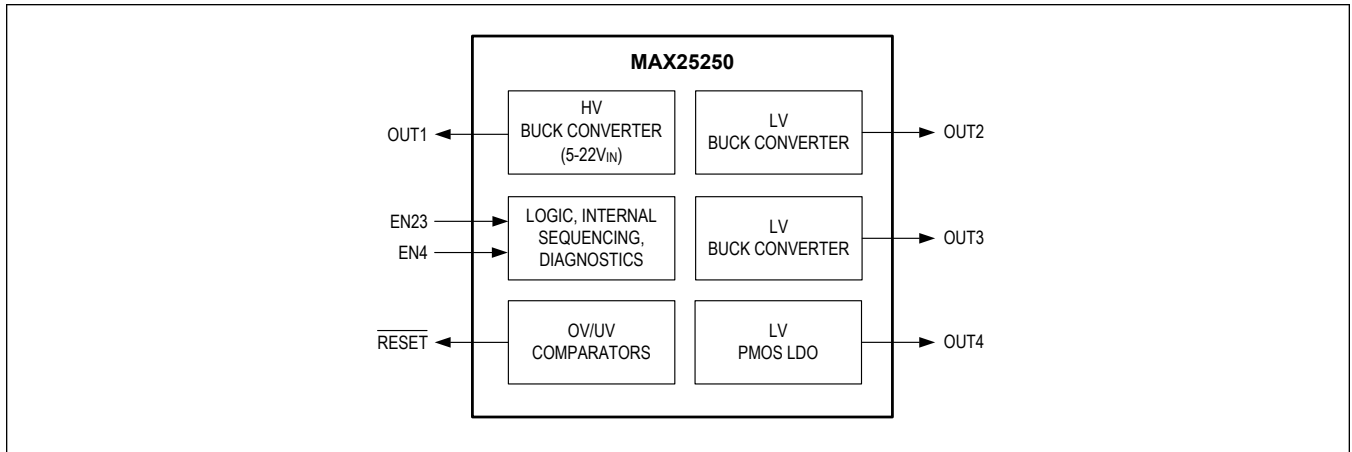 MAX25250
HV
BUCK CONVERTER
(5-22VIN)
LV
BUCK CONVERTER
OUT1
OUT2
LOGIC, INTERNAL
SEQUENCING,
DIAGNOSTICS
LV
BUCK CONVERTER
EN23
EN4
OUT3
OV/UV
COMPARATORS
LV
PMOS LDO
RESET
OUT4